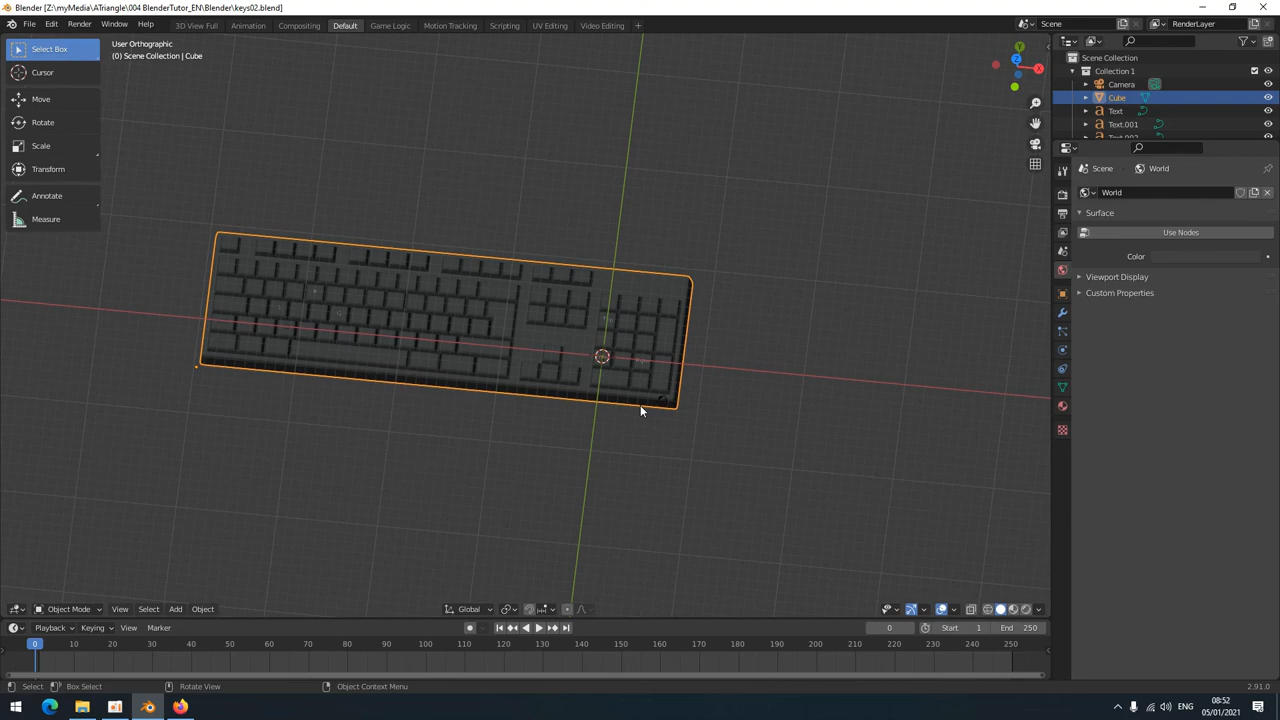 Blender [Z:\myMedia\ATriangle\004 BlenderTutor_EN\Blender\keys02.blend]
File Edit Render Window Help 3D View Full Animation Compositing Default Game Logic Motion Tracking Scripting UV Editing Video Editing + Scene RenderLayer
User Orthographic
(0) Scene Collection | Cube
Select Box
Cursor
Move
Rotate
Scale
Transform
Annotate
Measure
Y
X
Z
Scene Collection
Collection 1
Camera
Cube
Text
Text.001
Text.002
Scene World
World
Surface
Use Nodes
Color
Viewport Display
Custom Properties
Object Mode View Select Add Object Global
Playback Keying View Marker 0 Start 1 End 250
0 10 20 30 40 50 60 70 80 90 100 110 120 130 140 150 160 170 180 190 200 210 220 230 240 250
Select Box Select Rotate View Object Context Menu 2.91.0
ENG 08:52
05/01/2021